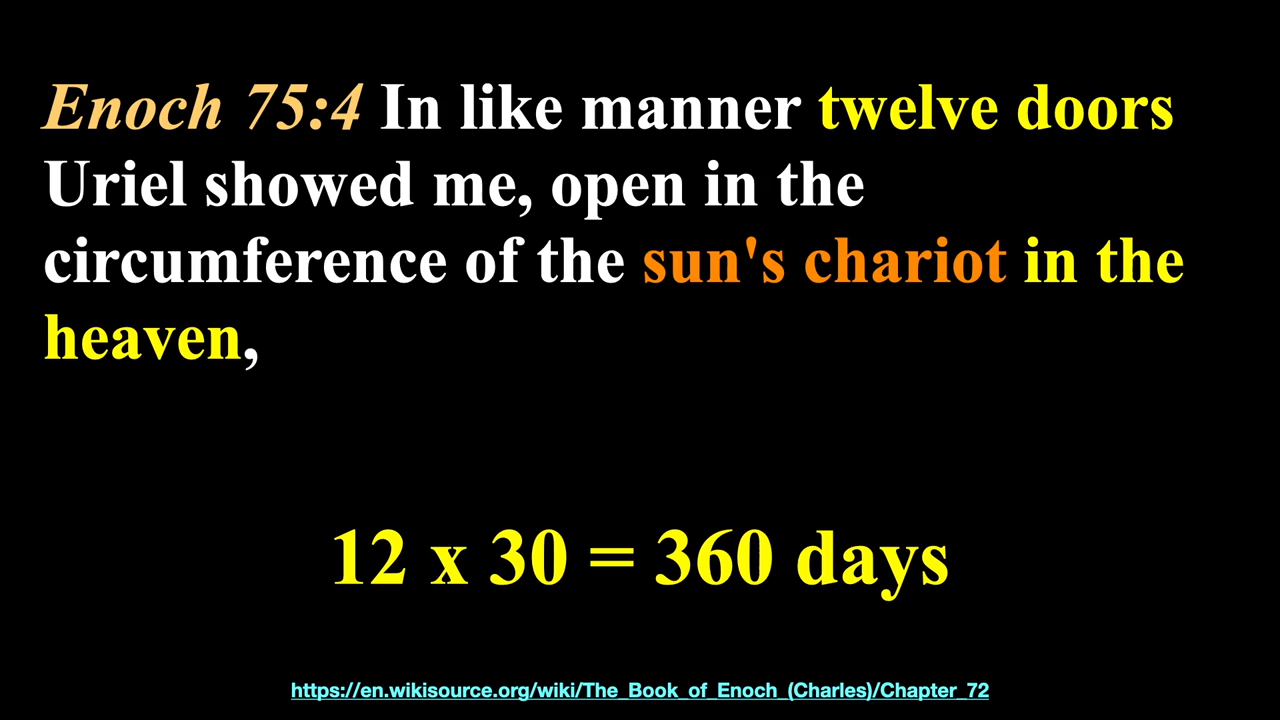 Enoch 75:4 In like manner twelve doors
Uriel showed me, open in the
circumference of the sun's chariot in the
heaven,
12 x 30 = 360 days
https://en.wikisource.org/wiki/The_Book_of_Enoch_(Charles)/Chapter_72